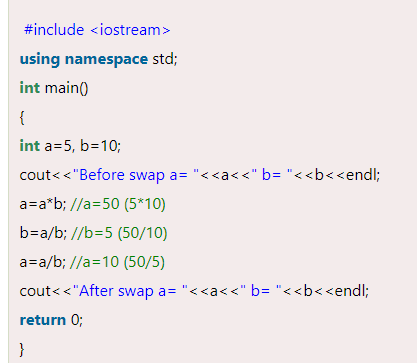 #include <iostream>
using namespace std;
int main()
{
int a=5, b=10;
cout<<"Before swap a= "<<a<<" b= "<<b<<endl;
a=a*b; //a=50 (5*10)
b=a/b; //b=5 (50/10)
a=a/b; //a=10 (50/5)
cout<<"After swap a= "<<a<<" b= "<<b<<endl;
return 0;
}